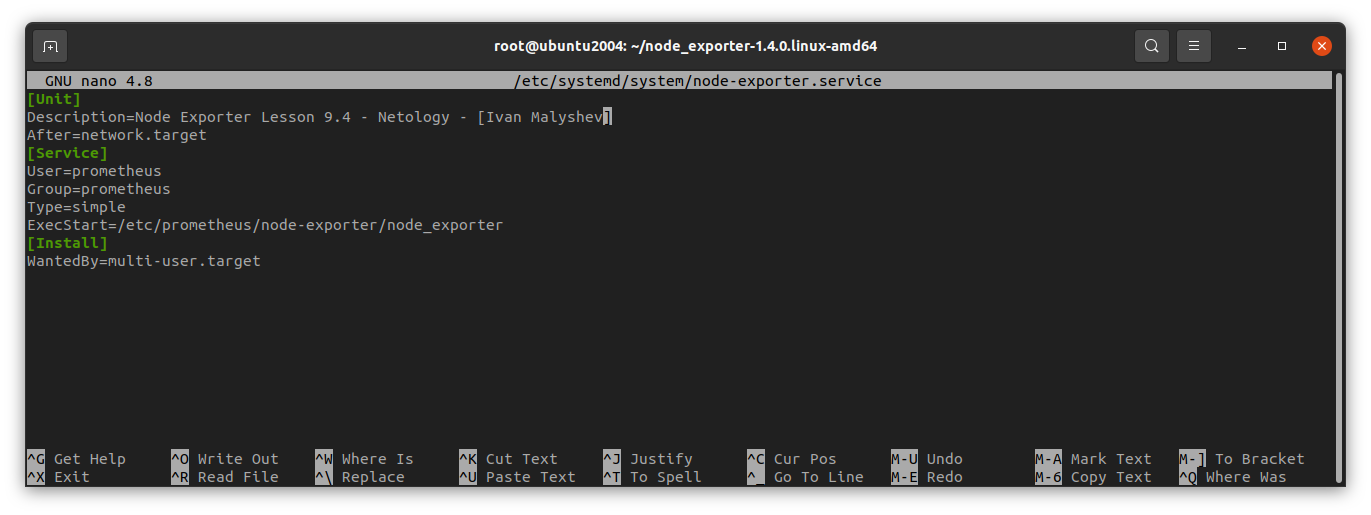 root@ubuntu2004: ~/node_exporter-1.4.0.linux-amd64
GNU nano 4.8 /etc/systemd/system/node-exporter.service
[Unit]
Description=Node Exporter Lesson 9.4 - Netology - [Ivan Malyshev]
After=network.target
[Service]
User=prometheus
Group=prometheus
Type=simple
ExecStart=/etc/prometheus/node-exporter/node_exporter
[Install]
WantedBy=multi-user.target
^G Get Help ^O Write Out ^W Where Is ^K Cut Text ^J Justify ^C Cur Pos M-U Undo M-A Mark Text M-] To Bracket
^X Exit ^R Read File ^\ Replace ^U Paste Text ^T To Spell ^_ Go To Line M-E Redo M-6 Copy Text ^Q Where Was